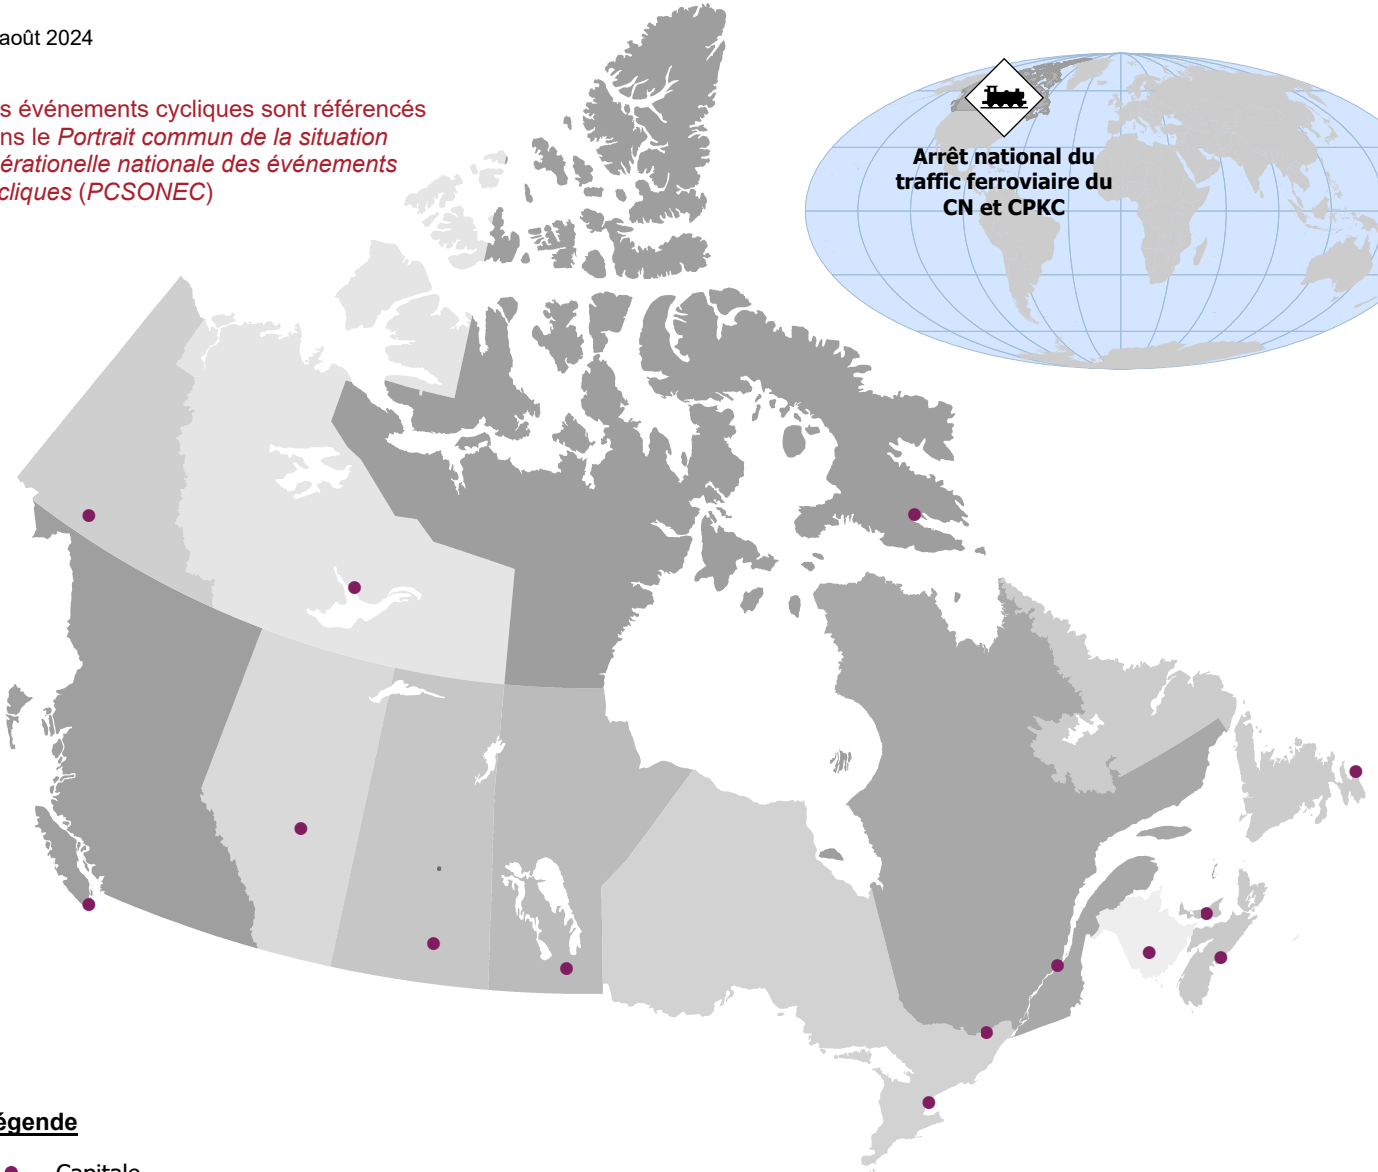 août 2024
s événements cycliques sont référencés
ns le Portrait commun de la situation
érationelle nationale des événements
cliques (PCSONEC)
Arrêt national du
traffic ferroviaire du
CN et CPKC
égende
Capitale